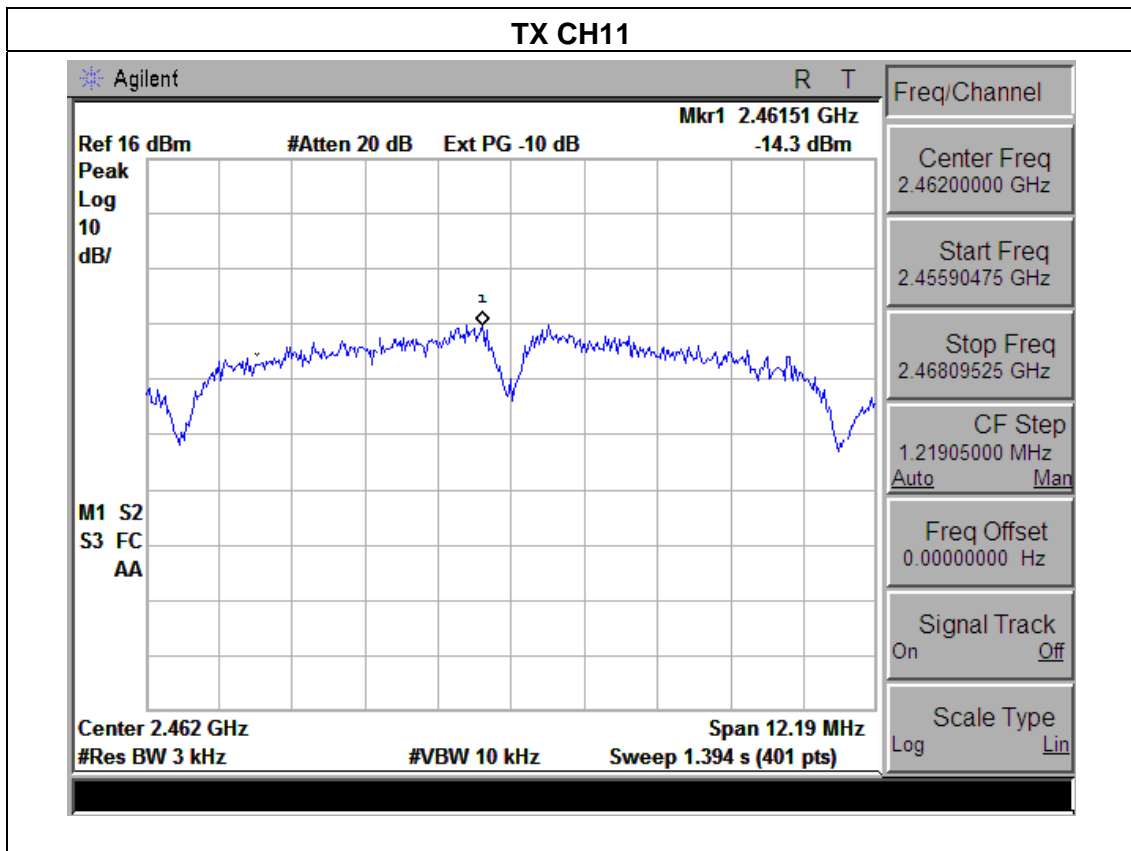 TX CH11
Agilent R T
Mkr1 2.46151 GHz
Ref 16 dBm #Atten 20 dB Ext PG -10 dB -14.3 dBm
Peak
Log
10
dB/
1
M1 S2
S3 FC
AA
Center 2.462 GHz Span 12.19 MHz
#Res BW 3 kHz #VBW 10 kHz Sweep 1.394 s (401 pts)
Freq/Channel
Center Freq
2.46200000 GHz
Start Freq
2.45590475 GHz
Stop Freq
2.46809525 GHz
CF Step
1.21905000 MHz
Auto Man
Freq Offset
0.00000000 Hz
Signal Track
On Off
Scale Type
Log Lin